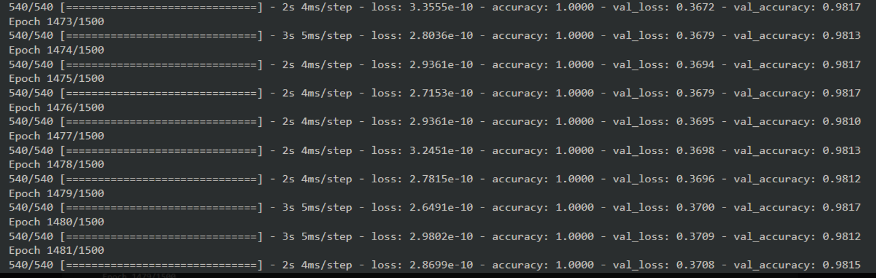 540/540 [==============================] - 2s 4ms/step - loss: 3.3555e-10 - accuracy: 1.0000 - val_loss: 0.3672 - val_accuracy: 0.9817
Epoch 1473/1500
540/540 [==============================] - 3s 5ms/step - loss: 2.8036e-10 - accuracy: 1.0000 - val_loss: 0.3679 - val_accuracy: 0.9813
Epoch 1474/1500
540/540 [==============================] - 2s 4ms/step - loss: 2.9361e-10 - accuracy: 1.0000 - val_loss: 0.3694 - val_accuracy: 0.9817
Epoch 1475/1500
540/540 [==============================] - 2s 4ms/step - loss: 2.7153e-10 - accuracy: 1.0000 - val_loss: 0.3679 - val_accuracy: 0.9817
Epoch 1476/1500
540/540 [==============================] - 2s 4ms/step - loss: 2.9361e-10 - accuracy: 1.0000 - val_loss: 0.3695 - val_accuracy: 0.9810
Epoch 1477/1500
540/540 [==============================] - 2s 4ms/step - loss: 3.2451e-10 - accuracy: 1.0000 - val_loss: 0.3698 - val_accuracy: 0.9813
Epoch 1478/1500
540/540 [==============================] - 2s 4ms/step - loss: 2.7815e-10 - accuracy: 1.0000 - val_loss: 0.3696 - val_accuracy: 0.9812
Epoch 1479/1500
540/540 [==============================] - 3s 5ms/step - loss: 2.6491e-10 - accuracy: 1.0000 - val_loss: 0.3700 - val_accuracy: 0.9817
Epoch 1480/1500
540/540 [==============================] - 3s 5ms/step - loss: 2.9802e-10 - accuracy: 1.0000 - val_loss: 0.3709 - val_accuracy: 0.9812
Epoch 1481/1500
540/540 [==============================] - 2s 4ms/step - loss: 2.8699e-10 - accuracy: 1.0000 - val_loss: 0.3708 - val_accuracy: 0.9815